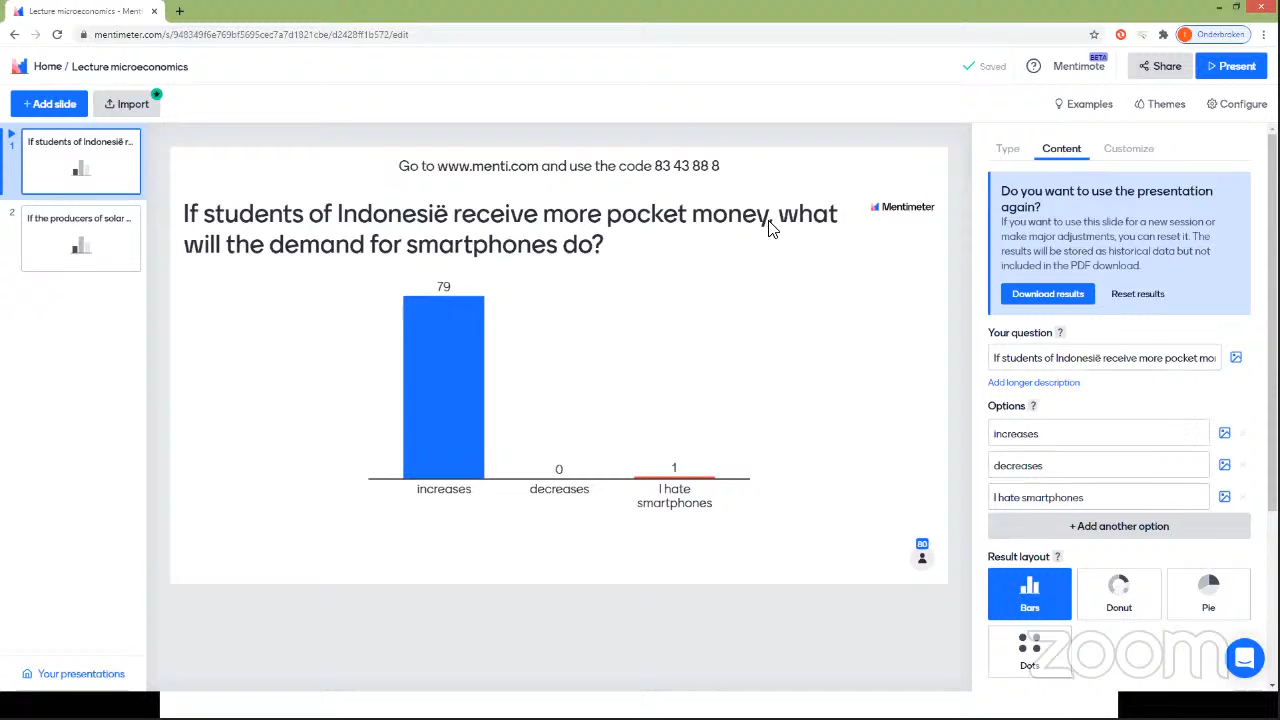 Lecture microeconomics - Menti
mentimeter.com/s/948349f6e769bf5695cec7a7d1821cbe/d2428ff1b572/edit
Onderbroken
Home / Lecture microeconomics
Saved
Mentimote
BETA
Share
Present
+ Add slide
Import
Examples
Themes
Configure
1
If students of Indonesië r...
2
If the producers of solar ...
Your presentations
Go to www.menti.com and use the code 83 43 88 8
If students of Indonesië receive more pocket money, what
will the demand for smartphones do?
Mentimeter
79
0
1
increases
decreases
I hate
smartphones
80
Type
Content
Customize
Do you want to use the presentation
again?
If you want to use this slide for a new session or
make major adjustments, you can reset it. The
results will be stored as historical data but not
included in the PDF download.
Download results
Reset results
Your question ?
If students of Indonesië receive more pocket mo
Add longer description
Options ?
increases
decreases
I hate smartphones
+ Add another option
Result layout ?
Bars
Donut
Pie
Dots
zoom